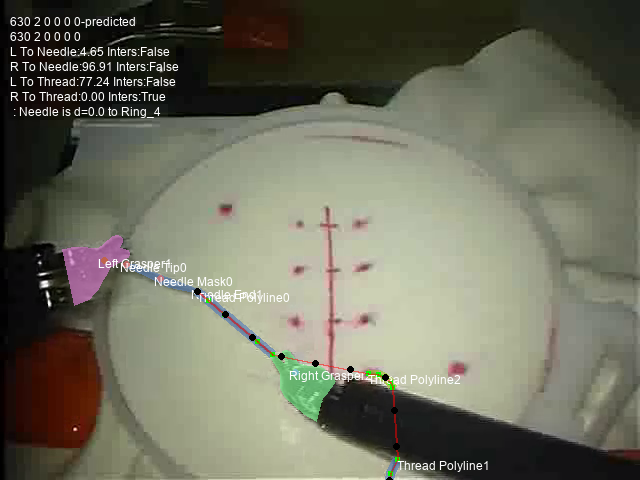 630 2 0 0 0 0-predicted
630 2 0 0 0 0
L To Needle:4.65 Inters:False
R To Needle:96.91 Inters:False
L To Thread:77.24 Inters:False
R To Thread:0.00 Inters:True
: Needle is d=0.0 to Ring_4
Left Grasper1
Needle Tip0
Needle Mask0
Needle End1
Thread Polyline0
Right Grasper
Thread Polyline2
Thread Polyline1